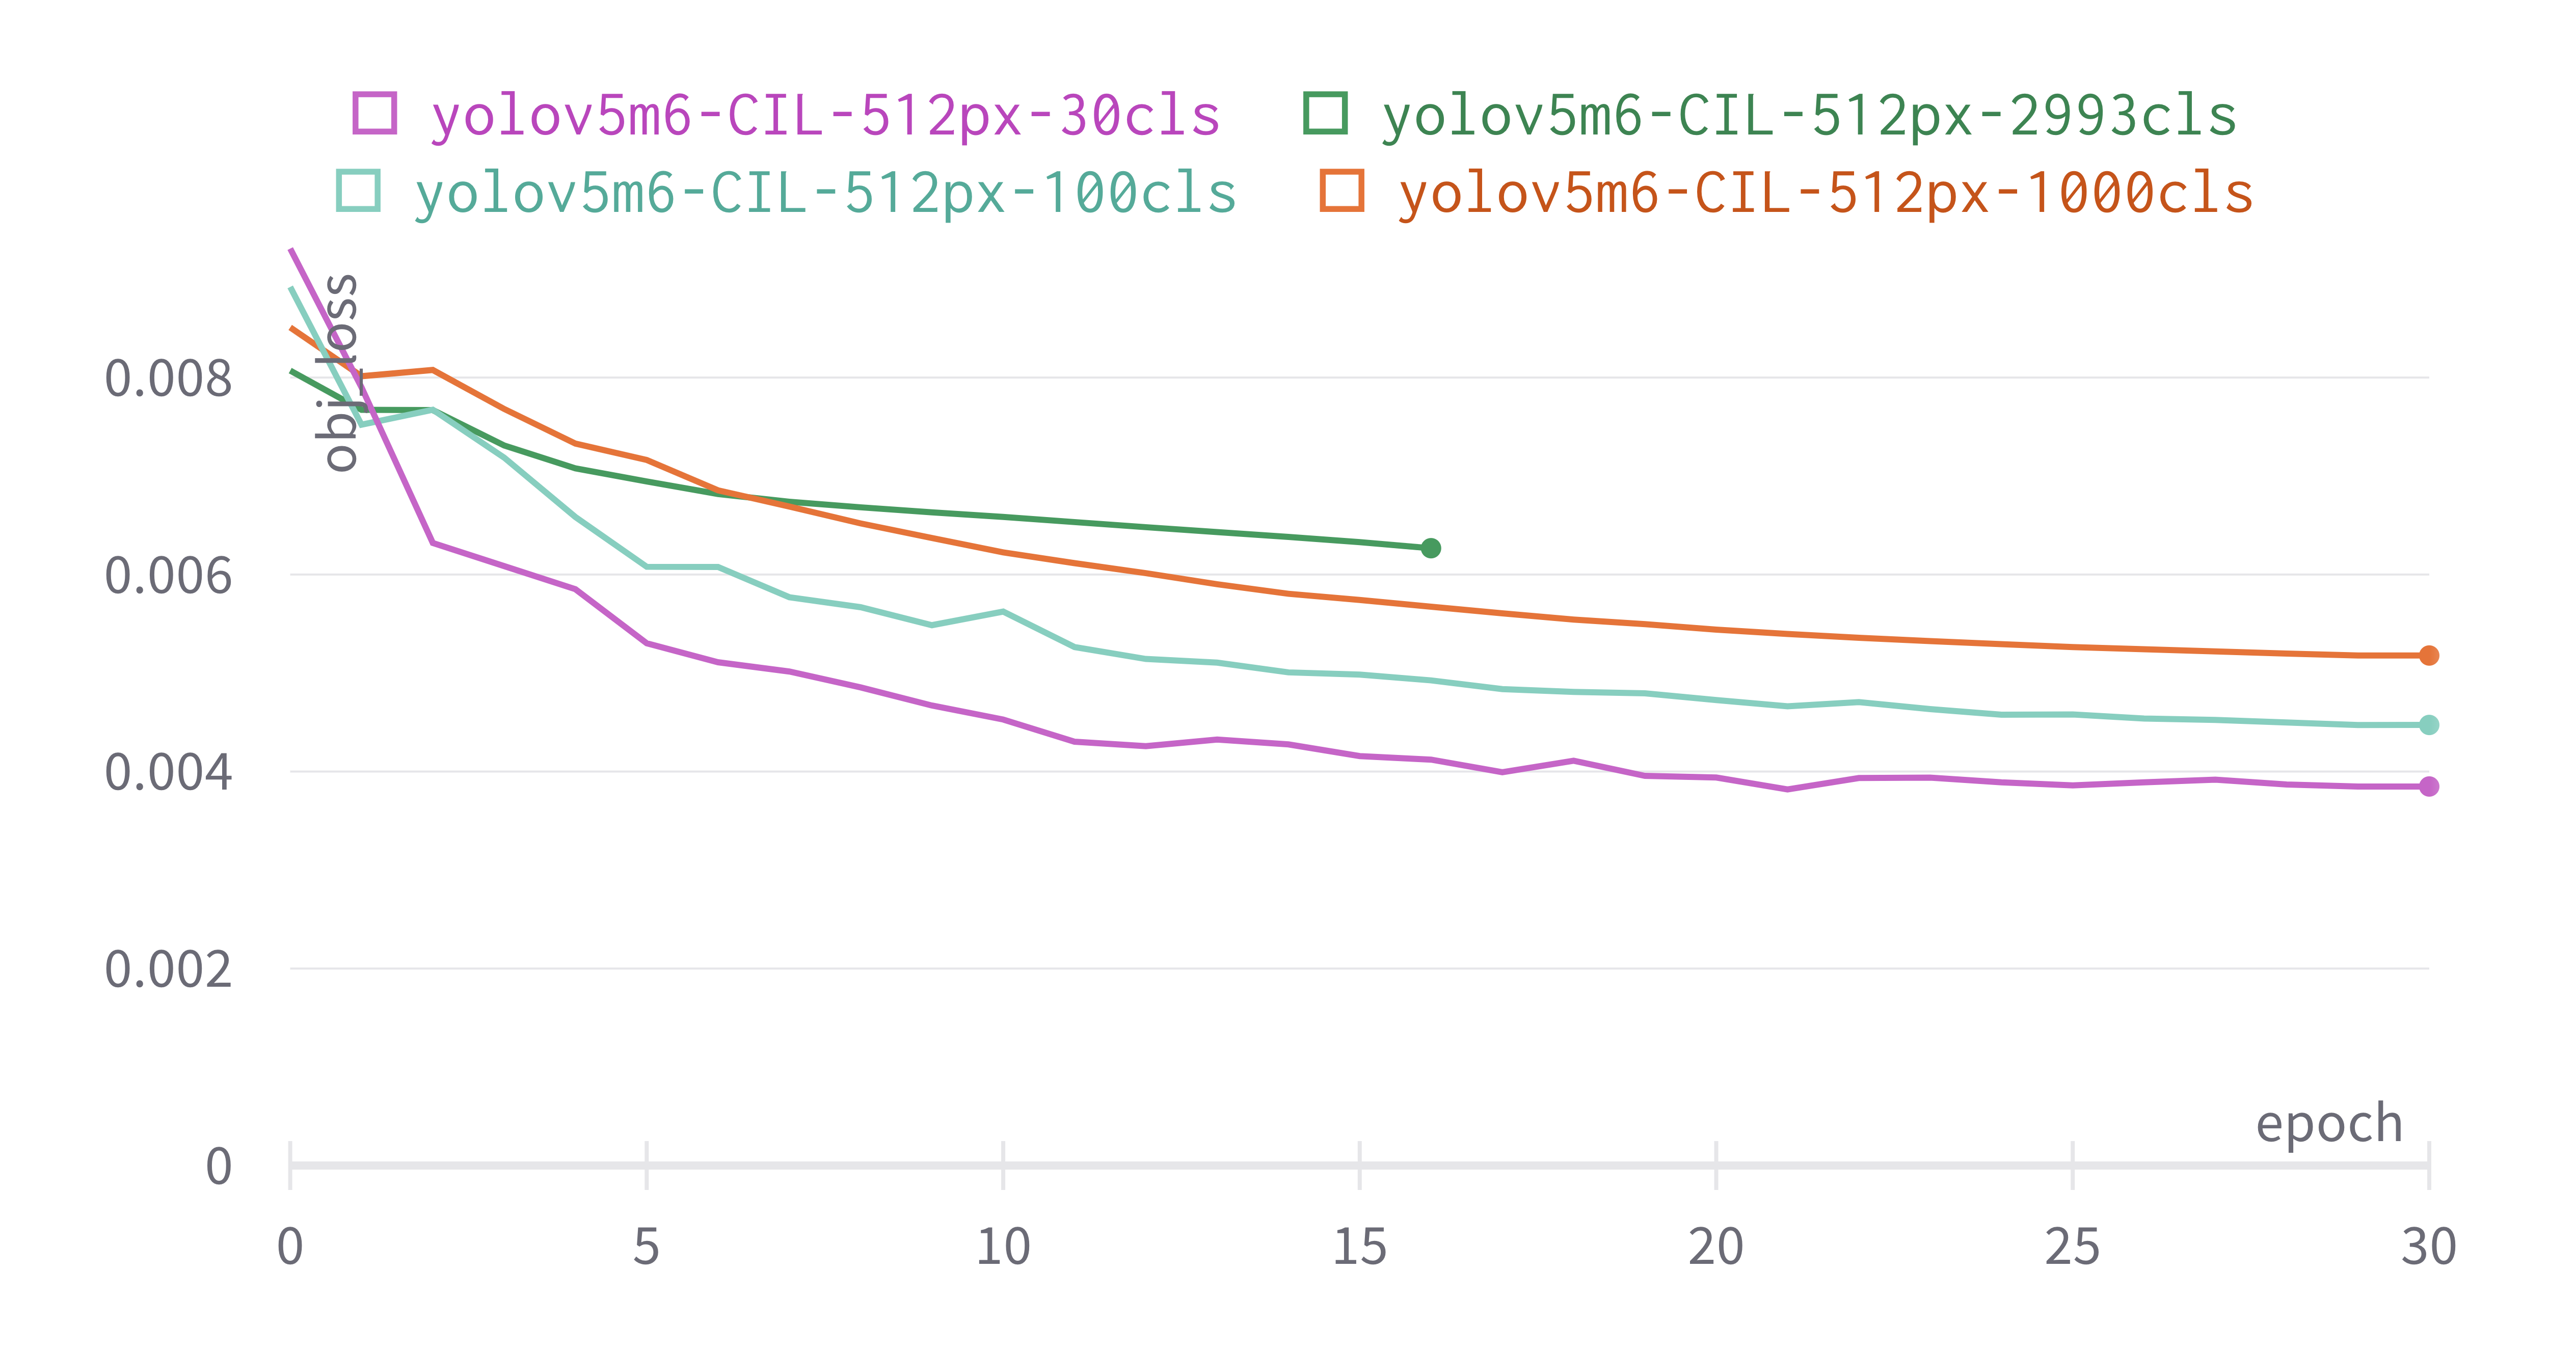 yolov5m6-CIL-512px-30cls yolov5m6-CIL-512px-2993cls
yolov5m6-CIL-512px-100cls yolov5m6-CIL-512px-1000cls
obj_loss
0.008
0.006
0.004
0.002
0
epoch
0 5 10 15 20 25 30